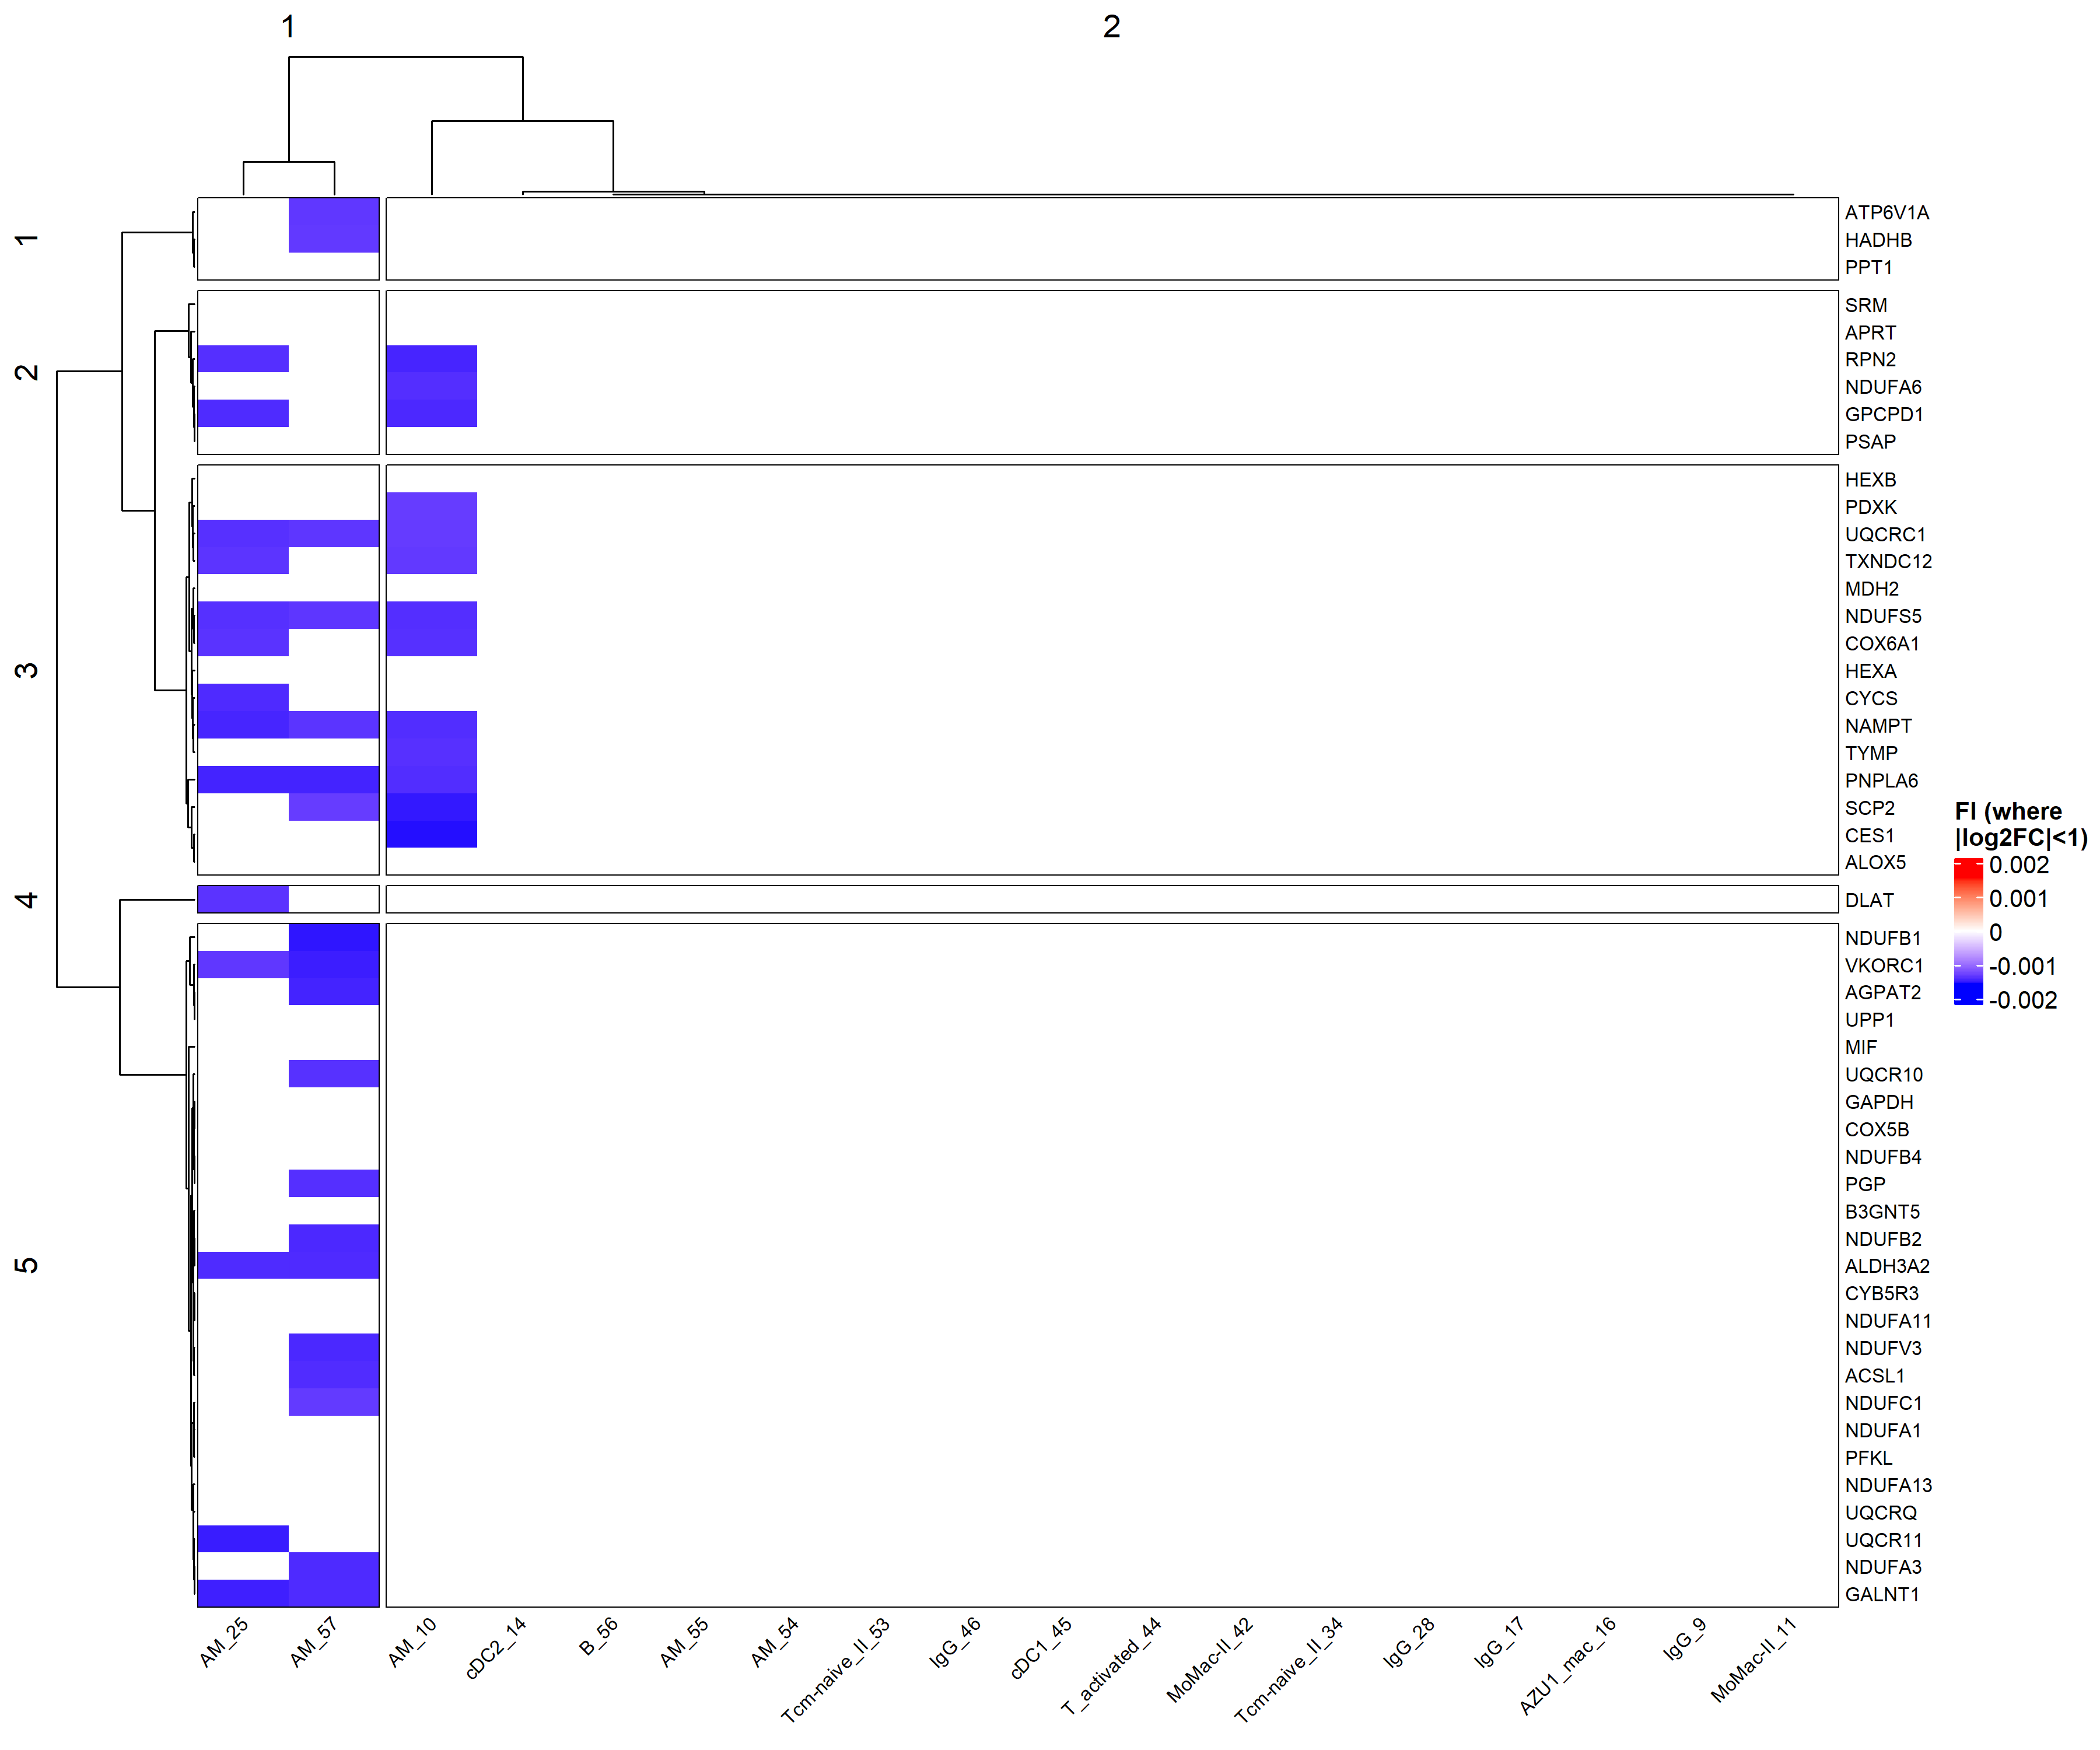 1
2
1
2
3
4
5
ATP6V1A
HADHB
PPT1
SRM
APRT
RPN2
NDUFA6
GPCPD1
PSAP
HEXB
PDXK
UQCRC1
TXNDC12
MDH2
NDUFS5
COX6A1
HEXA
CYCS
NAMPT
TYMP
PNPLA6
SCP2
CES1
ALOX5
DLAT
NDUFB1
VKORC1
AGPAT2
UPP1
MIF
UQCR10
GAPDH
COX5B
NDUFB4
PGP
B3GNT5
NDUFB2
ALDH3A2
CYB5R3
NDUFA11
NDUFV3
ACSL1
NDUFC1
NDUFA1
PFKL
NDUFA13
UQCRQ
UQCR11
NDUFA3
GALNT1
AM_25
AM_57
AM_10
cDC2_14
B_56
AM_55
AM_54
Tcm-naive_II_53
IgG_46
cDC1_45
T_activated_44
MoMac-II_42
Tcm-naive_II_34
IgG_28
IgG_17
AZU1_mac_16
IgG_9
MoMac-II_11
FI (where
|log2FC|<1)
0.002
0.001
0
-0.001
-0.002